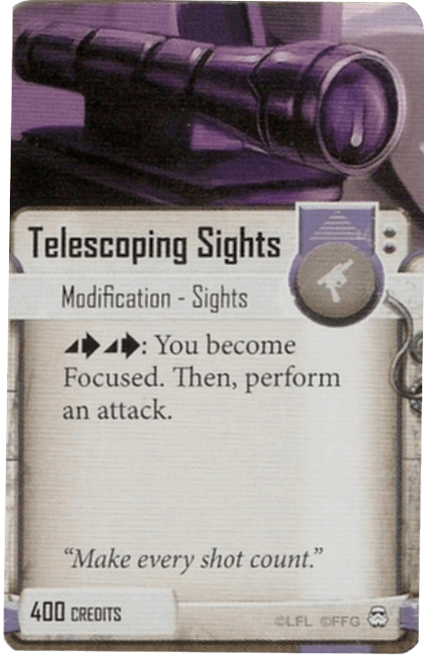 Telescoping Sights
Modification - Sights
: You become
Focused. Then, perform
an attack.
“Make every shot count.”
400 CREDITS
©LFL ©FFG